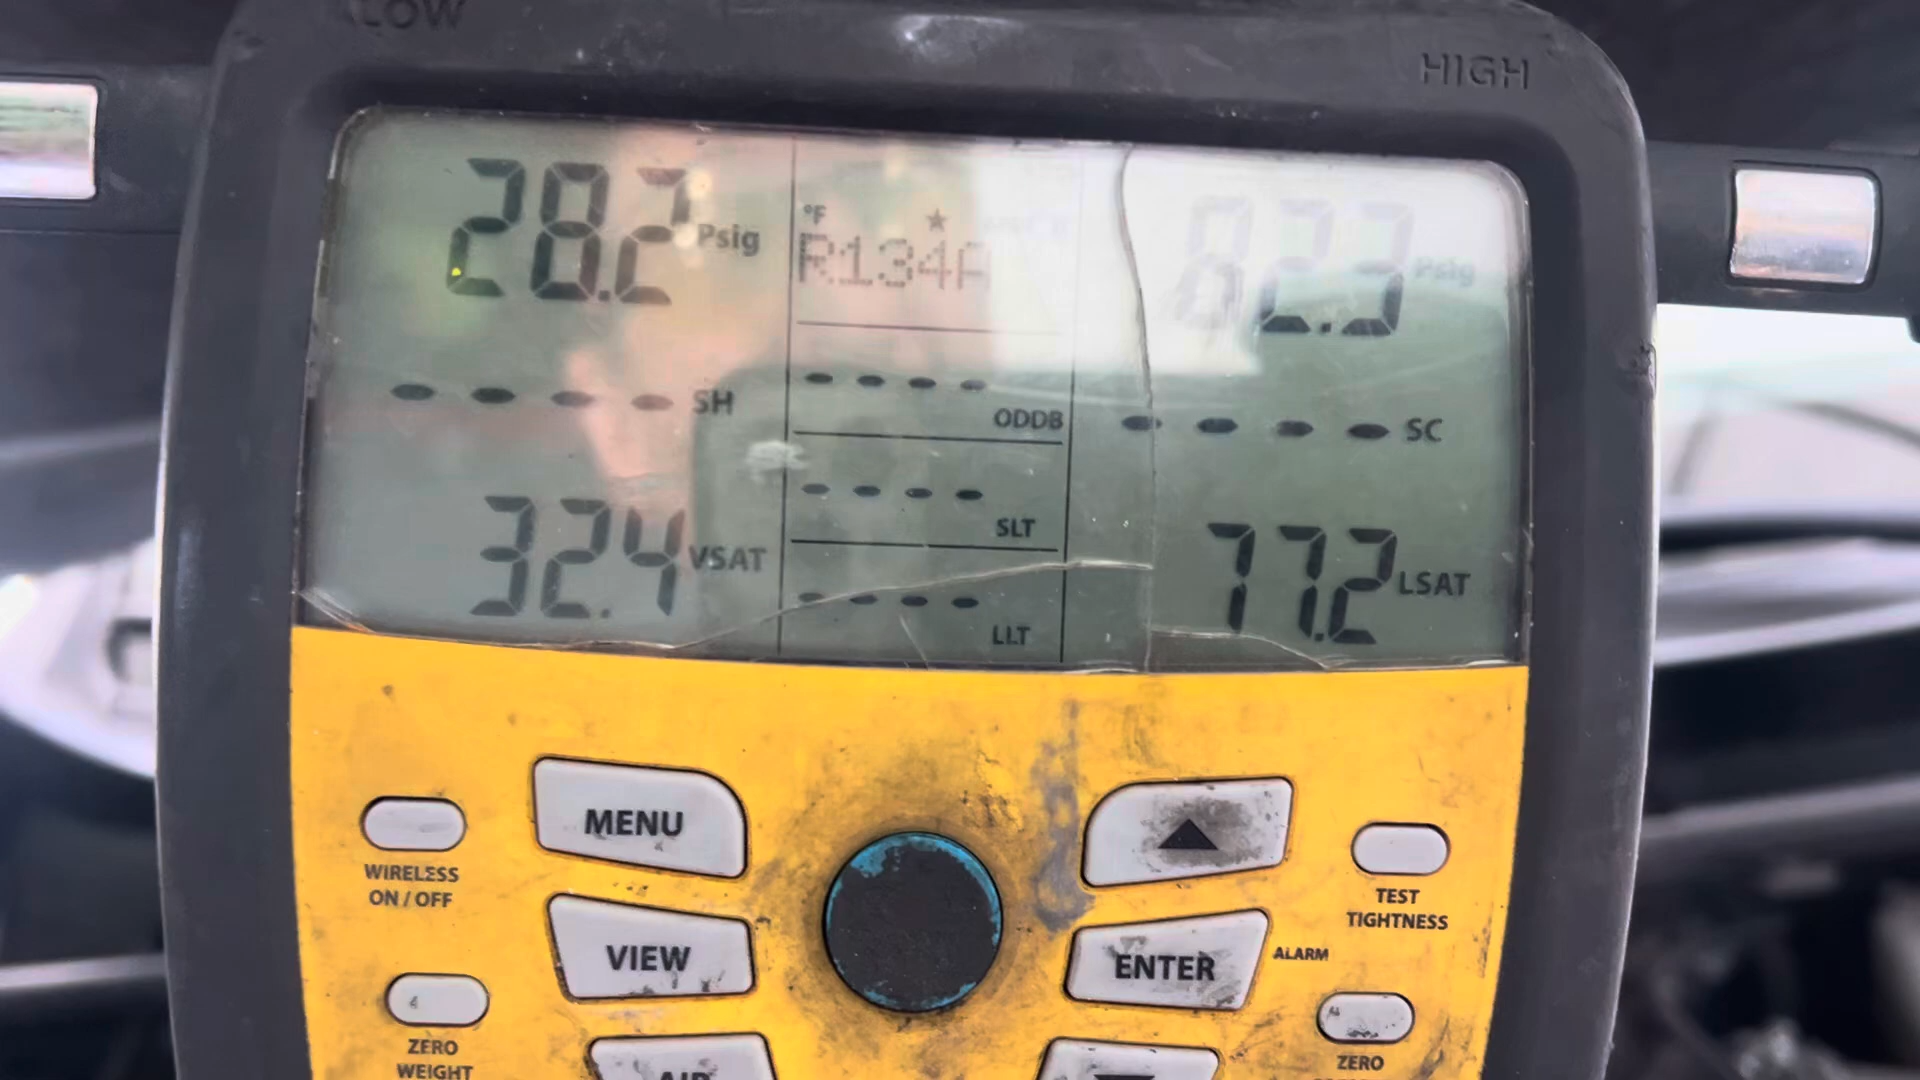 LOW
HIGH
28.2 Psig
°F
R134A
82.3 Psig
- - - - SH
- - - - ODDB
- - - - SC
- - - - SLT
32.4 VSAT
77.2 LSAT
- - - - LLT
MENU
WIRELESS
ON / OFF
TEST
TIGHTNESS
VIEW
ENTER
ALARM
ZERO
WEIGHT
ZERO